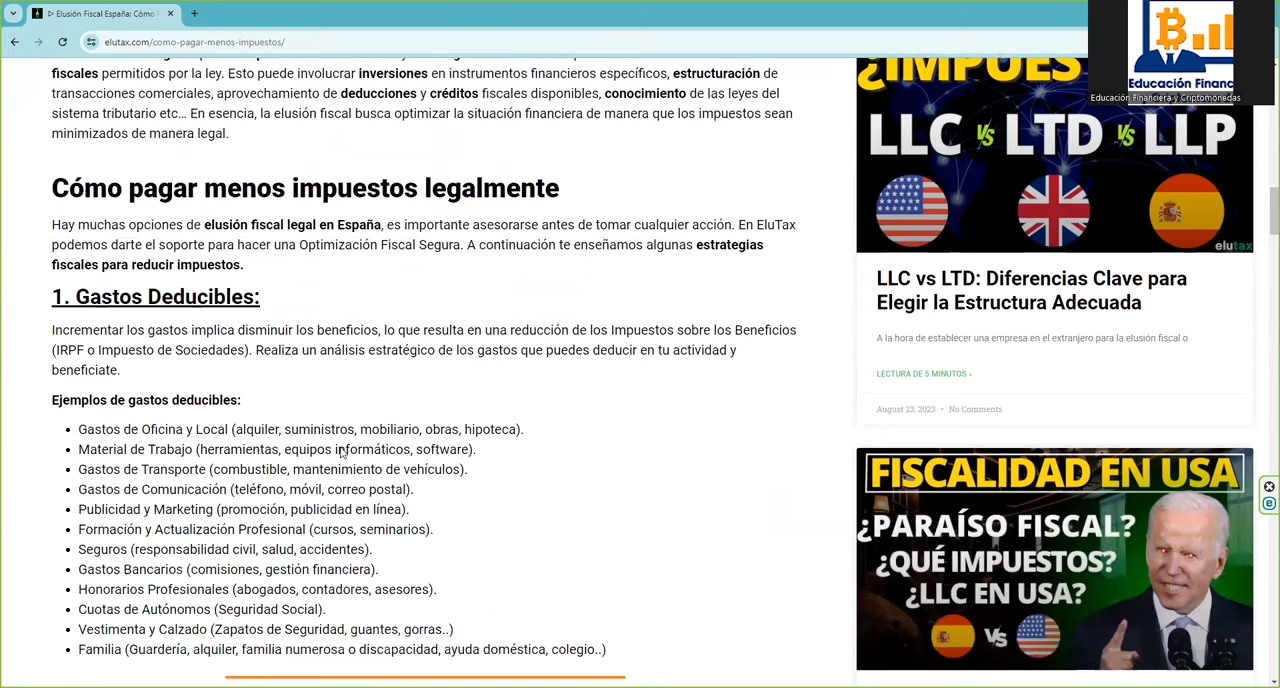 ▷ Elusión Fiscal España: Cómo
elutax.com/como-pagar-menos-impuestos/
Educación Financ
Educación Financiera y Criptomonedas
fiscales permitidos por la ley. Esto puede involucrar inversiones en instrumentos financieros específicos, estructuración de
transacciones comerciales, aprovechamiento de deducciones y créditos fiscales disponibles, conocimiento de las leyes del
sistema tributario etc… En esencia, la elusión fiscal busca optimizar la situación financiera de manera que los impuestos sean
minimizados de manera legal.
Cómo pagar menos impuestos legalmente
Hay muchas opciones de elusión fiscal legal en España, es importante asesorarse antes de tomar cualquier acción. En EluTax
podemos darte el soporte para hacer una Optimización Fiscal Segura. A continuación te enseñamos algunas estrategias
fiscales para reducir impuestos.
1. Gastos Deducibles:
Incrementar los gastos implica disminuir los beneficios, lo que resulta en una reducción de los Impuestos sobre los Beneficios
(IRPF o Impuesto de Sociedades). Realiza un análisis estratégico de los gastos que puedes deducir en tu actividad y
beneficiate.
Ejemplos de gastos deducibles:
Gastos de Oficina y Local (alquiler, suministros, mobiliario, obras, hipoteca).
Material de Trabajo (herramientas, equipos informáticos, software).
Gastos de Transporte (combustible, mantenimiento de vehículos).
Gastos de Comunicación (teléfono, móvil, correo postal).
Publicidad y Marketing (promoción, publicidad en línea).
Formación y Actualización Profesional (cursos, seminarios).
Seguros (responsabilidad civil, salud, accidentes).
Gastos Bancarios (comisiones, gestión financiera).
Honorarios Profesionales (abogados, contadores, asesores).
Cuotas de Autónomos (Seguridad Social).
Vestimenta y Calzado (Zapatos de Seguridad, guantes, gorras..)
Familia (Guardería, alquiler, familia numerosa o discapacidad, ayuda doméstica, colegio..)
¿IMPUES
LLC VS LTD VS LLP
elutax
LLC vs LTD: Diferencias Clave para
Elegir la Estructura Adecuada
A la hora de establecer una empresa en el extranjero para la elusión fiscal o
LECTURA DE 5 MINUTOS »
August 23, 2023 • No Comments
FISCALIDAD EN USA
¿PARAÍSO FISCAL?
¿QUÉ IMPUESTOS?
¿LLC EN USA?
VS